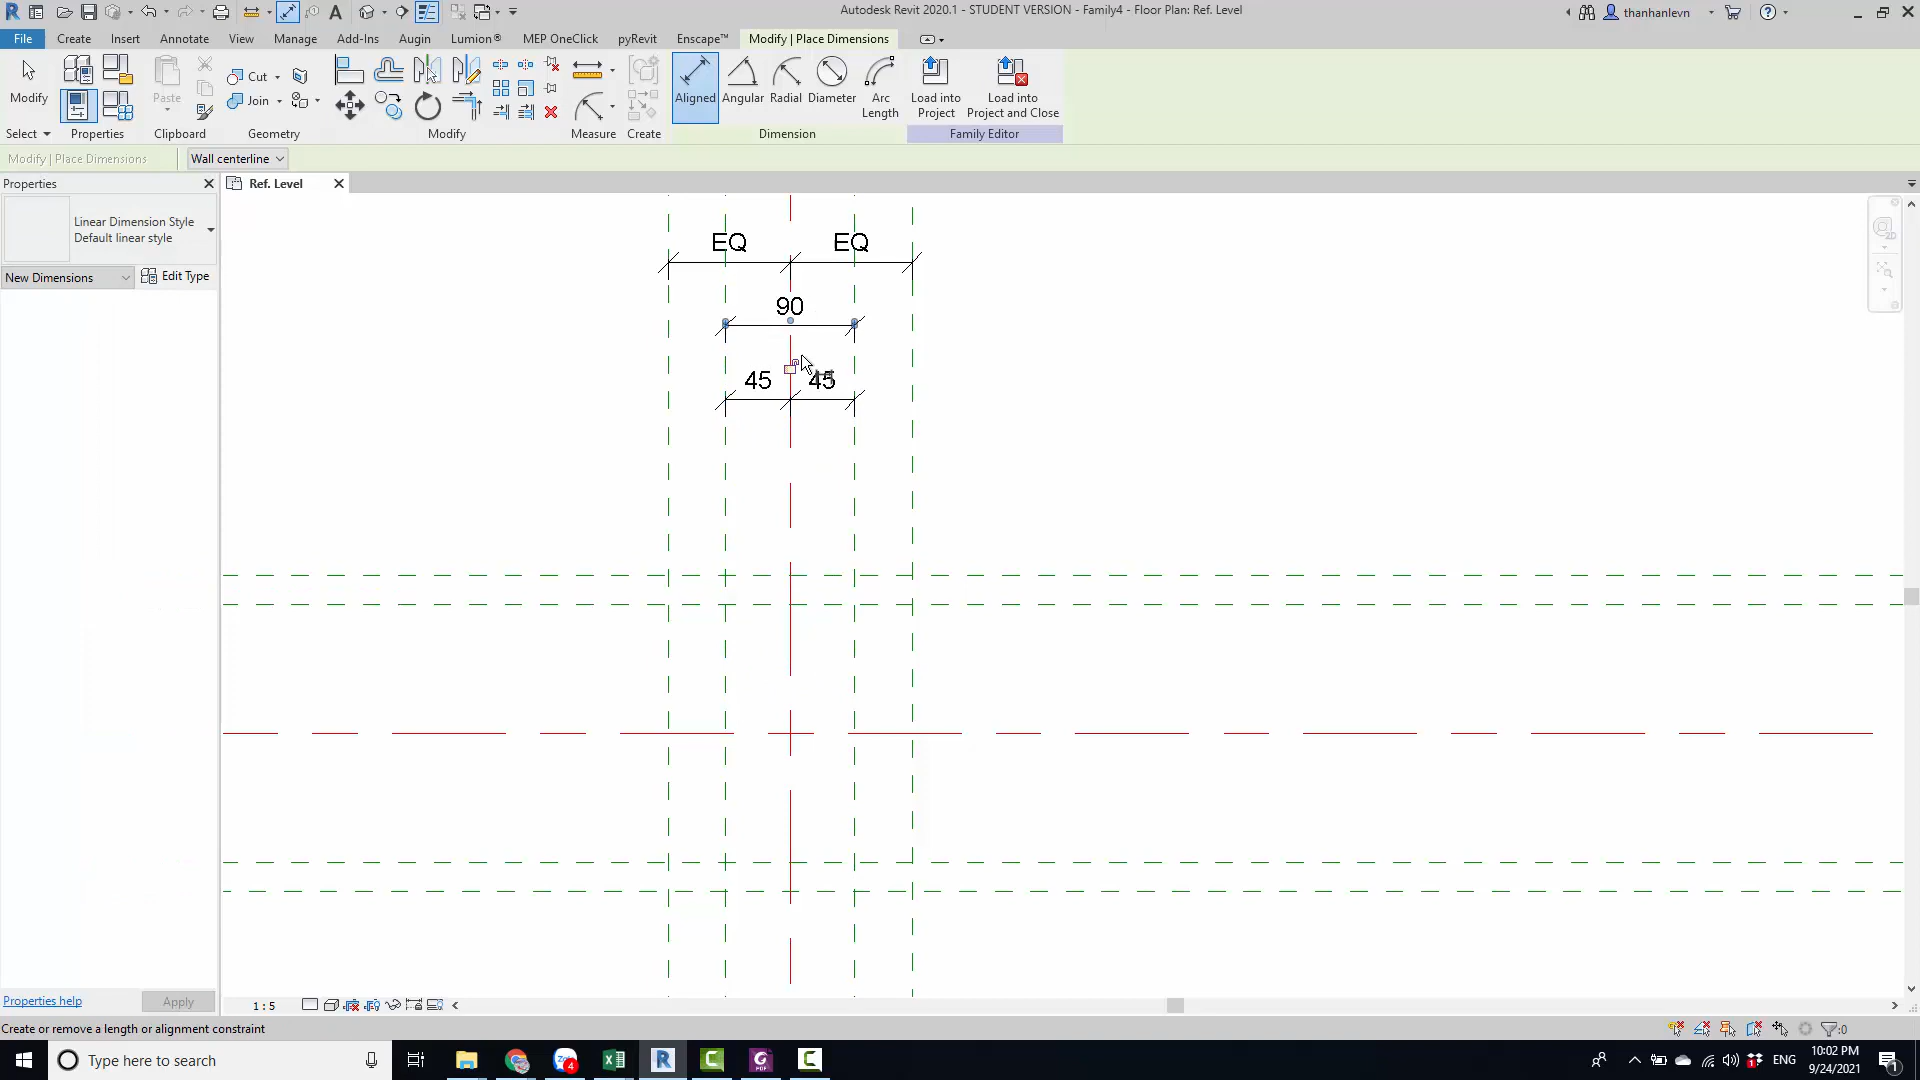 Autodesk Revit 2020.1 - STUDENT VERSION - Family4 - Floor Plan: Ref. Level
thanhanlevn
File
Create
Insert
Annotate
View
Manage
Add-Ins
Augin
Lumion®
MEP OneClick
pyRevit
Enscape™
Modify | Place Dimensions
Modify
Paste
Cut
Join
Aligned
Angular
Radial
Diameter
Arc
Length
Load into
Project
Load into
Project and Close
Select
Properties
Clipboard
Geometry
Modify
Measure
Create
Dimension
Family Editor
Modify | Place Dimensions
Wall centerline
Properties
Ref. Level
Linear Dimension Style
Default linear style
New Dimensions
Edit Type
EQ
EQ
90
45
45
2D
Properties help
Apply
1 : 5
Create or remove a length or alignment constraint
:0
Type here to search
4
ENG
10:02 PM
9/24/2021
1